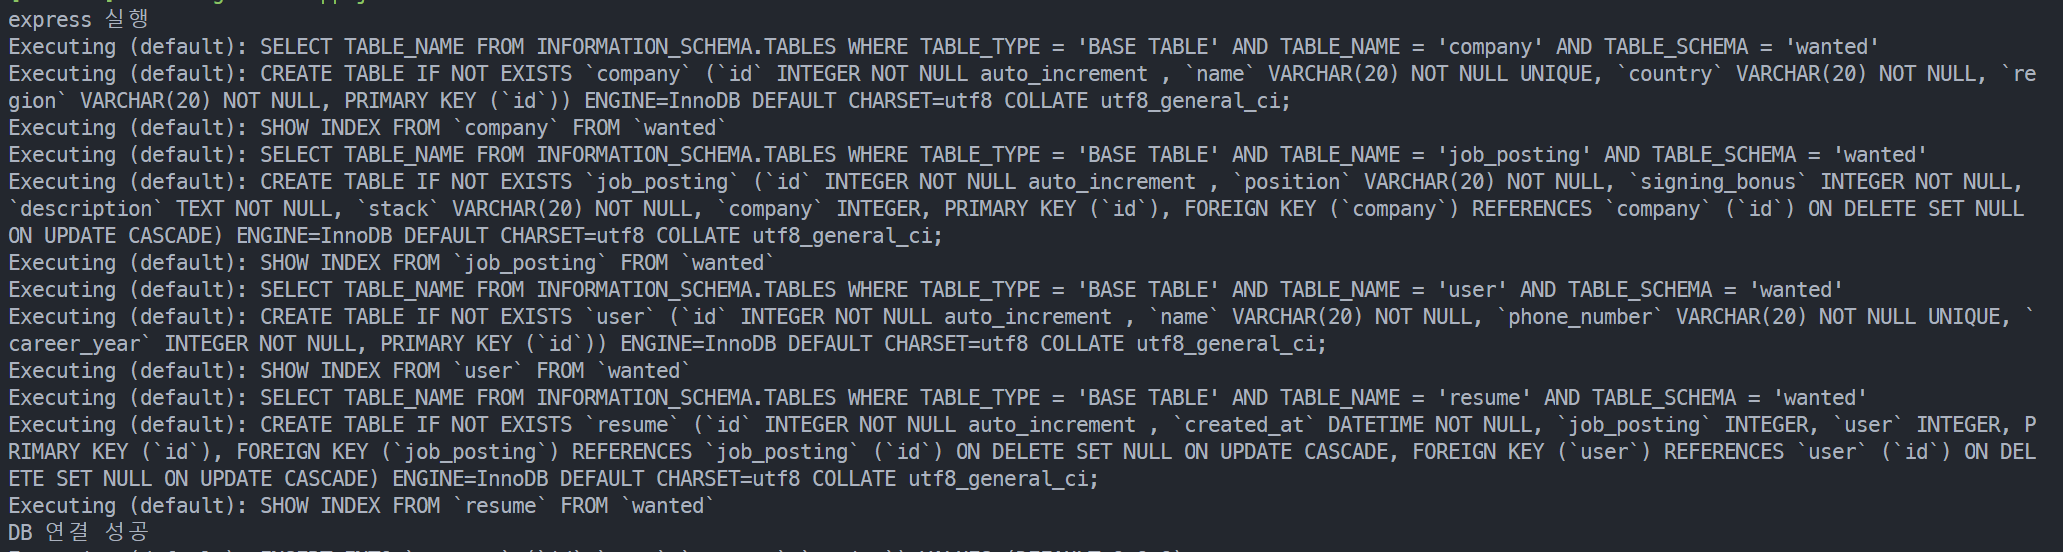 express 실행
Executing (default): SELECT TABLE_NAME FROM INFORMATION_SCHEMA.TABLES WHERE TABLE_TYPE = 'BASE TABLE' AND TABLE_NAME = 'company' AND TABLE_SCHEMA = 'wanted'
Executing (default): CREATE TABLE IF NOT EXISTS `company` (`id` INTEGER NOT NULL auto_increment , `name` VARCHAR(20) NOT NULL UNIQUE, `country` VARCHAR(20) NOT NULL, `re
gion` VARCHAR(20) NOT NULL, PRIMARY KEY (`id`)) ENGINE=InnoDB DEFAULT CHARSET=utf8 COLLATE utf8_general_ci;
Executing (default): SHOW INDEX FROM `company` FROM `wanted`
Executing (default): SELECT TABLE_NAME FROM INFORMATION_SCHEMA.TABLES WHERE TABLE_TYPE = 'BASE TABLE' AND TABLE_NAME = 'job_posting' AND TABLE_SCHEMA = 'wanted'
Executing (default): CREATE TABLE IF NOT EXISTS `job_posting` (`id` INTEGER NOT NULL auto_increment , `position` VARCHAR(20) NOT NULL, `signing_bonus` INTEGER NOT NULL,
`description` TEXT NOT NULL, `stack` VARCHAR(20) NOT NULL, `company` INTEGER, PRIMARY KEY (`id`), FOREIGN KEY (`company`) REFERENCES `company` (`id`) ON DELETE SET NULL
ON UPDATE CASCADE) ENGINE=InnoDB DEFAULT CHARSET=utf8 COLLATE utf8_general_ci;
Executing (default): SHOW INDEX FROM `job_posting` FROM `wanted`
Executing (default): SELECT TABLE_NAME FROM INFORMATION_SCHEMA.TABLES WHERE TABLE_TYPE = 'BASE TABLE' AND TABLE_NAME = 'user' AND TABLE_SCHEMA = 'wanted'
Executing (default): CREATE TABLE IF NOT EXISTS `user` (`id` INTEGER NOT NULL auto_increment , `name` VARCHAR(20) NOT NULL, `phone_number` VARCHAR(20) NOT NULL UNIQUE, `
career_year` INTEGER NOT NULL, PRIMARY KEY (`id`)) ENGINE=InnoDB DEFAULT CHARSET=utf8 COLLATE utf8_general_ci;
Executing (default): SHOW INDEX FROM `user` FROM `wanted`
Executing (default): SELECT TABLE_NAME FROM INFORMATION_SCHEMA.TABLES WHERE TABLE_TYPE = 'BASE TABLE' AND TABLE_NAME = 'resume' AND TABLE_SCHEMA = 'wanted'
Executing (default): CREATE TABLE IF NOT EXISTS `resume` (`id` INTEGER NOT NULL auto_increment , `created_at` DATETIME NOT NULL, `job_posting` INTEGER, `user` INTEGER, P
RIMARY KEY (`id`), FOREIGN KEY (`job_posting`) REFERENCES `job_posting` (`id`) ON DELETE SET NULL ON UPDATE CASCADE, FOREIGN KEY (`user`) REFERENCES `user` (`id`) ON DEL
ETE SET NULL ON UPDATE CASCADE) ENGINE=InnoDB DEFAULT CHARSET=utf8 COLLATE utf8_general_ci;
Executing (default): SHOW INDEX FROM `resume` FROM `wanted`
DB 연결 성공